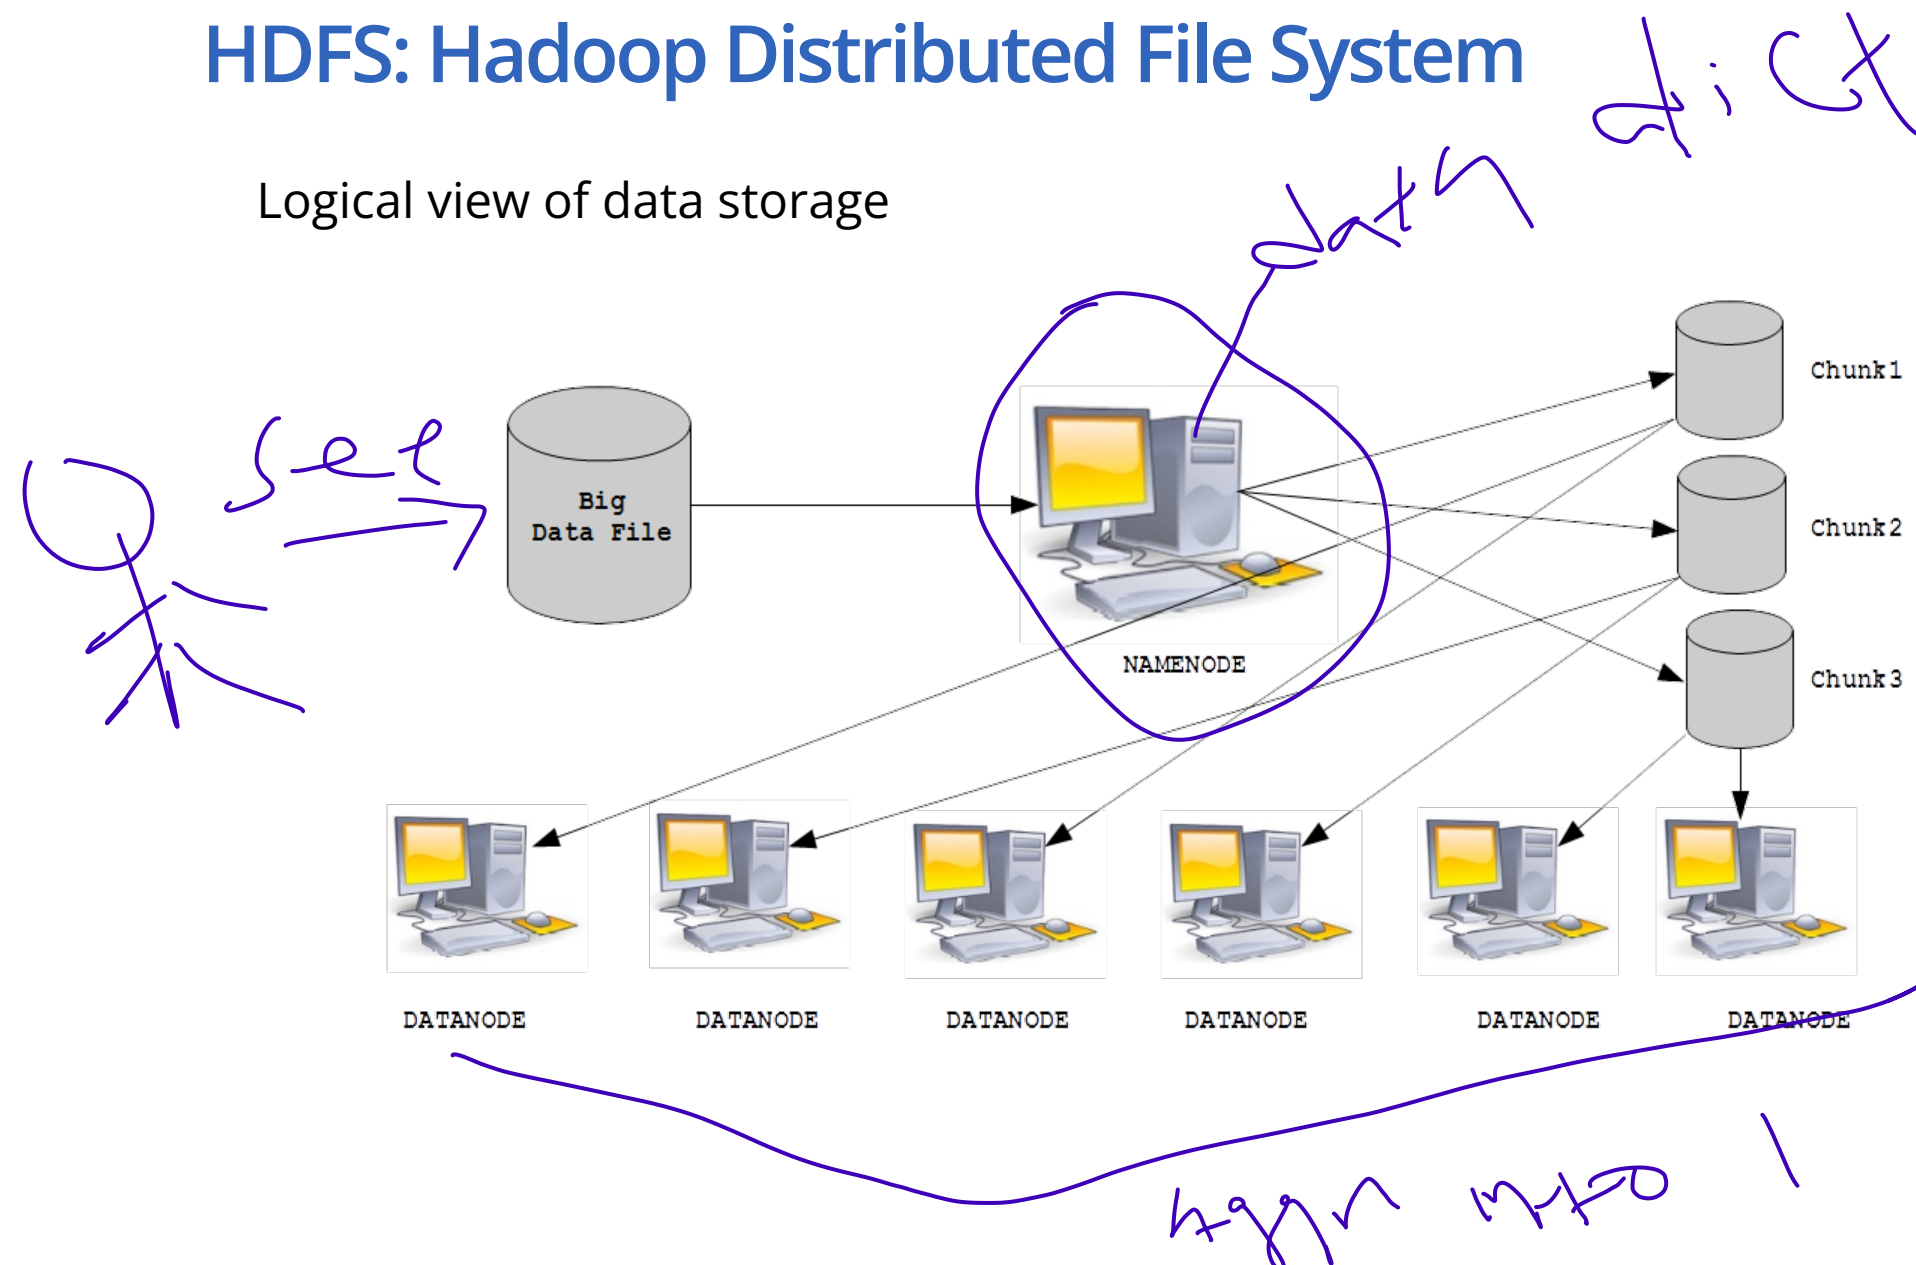 HDFS: Hadoop Distributed File System
dict
Logical view of data storage
data
see
Big
Data File
NAMENODE
Chunk1
Chunk2
Chunk3
DATANODE DATANODE DATANODE DATANODE DATANODE DATANODE